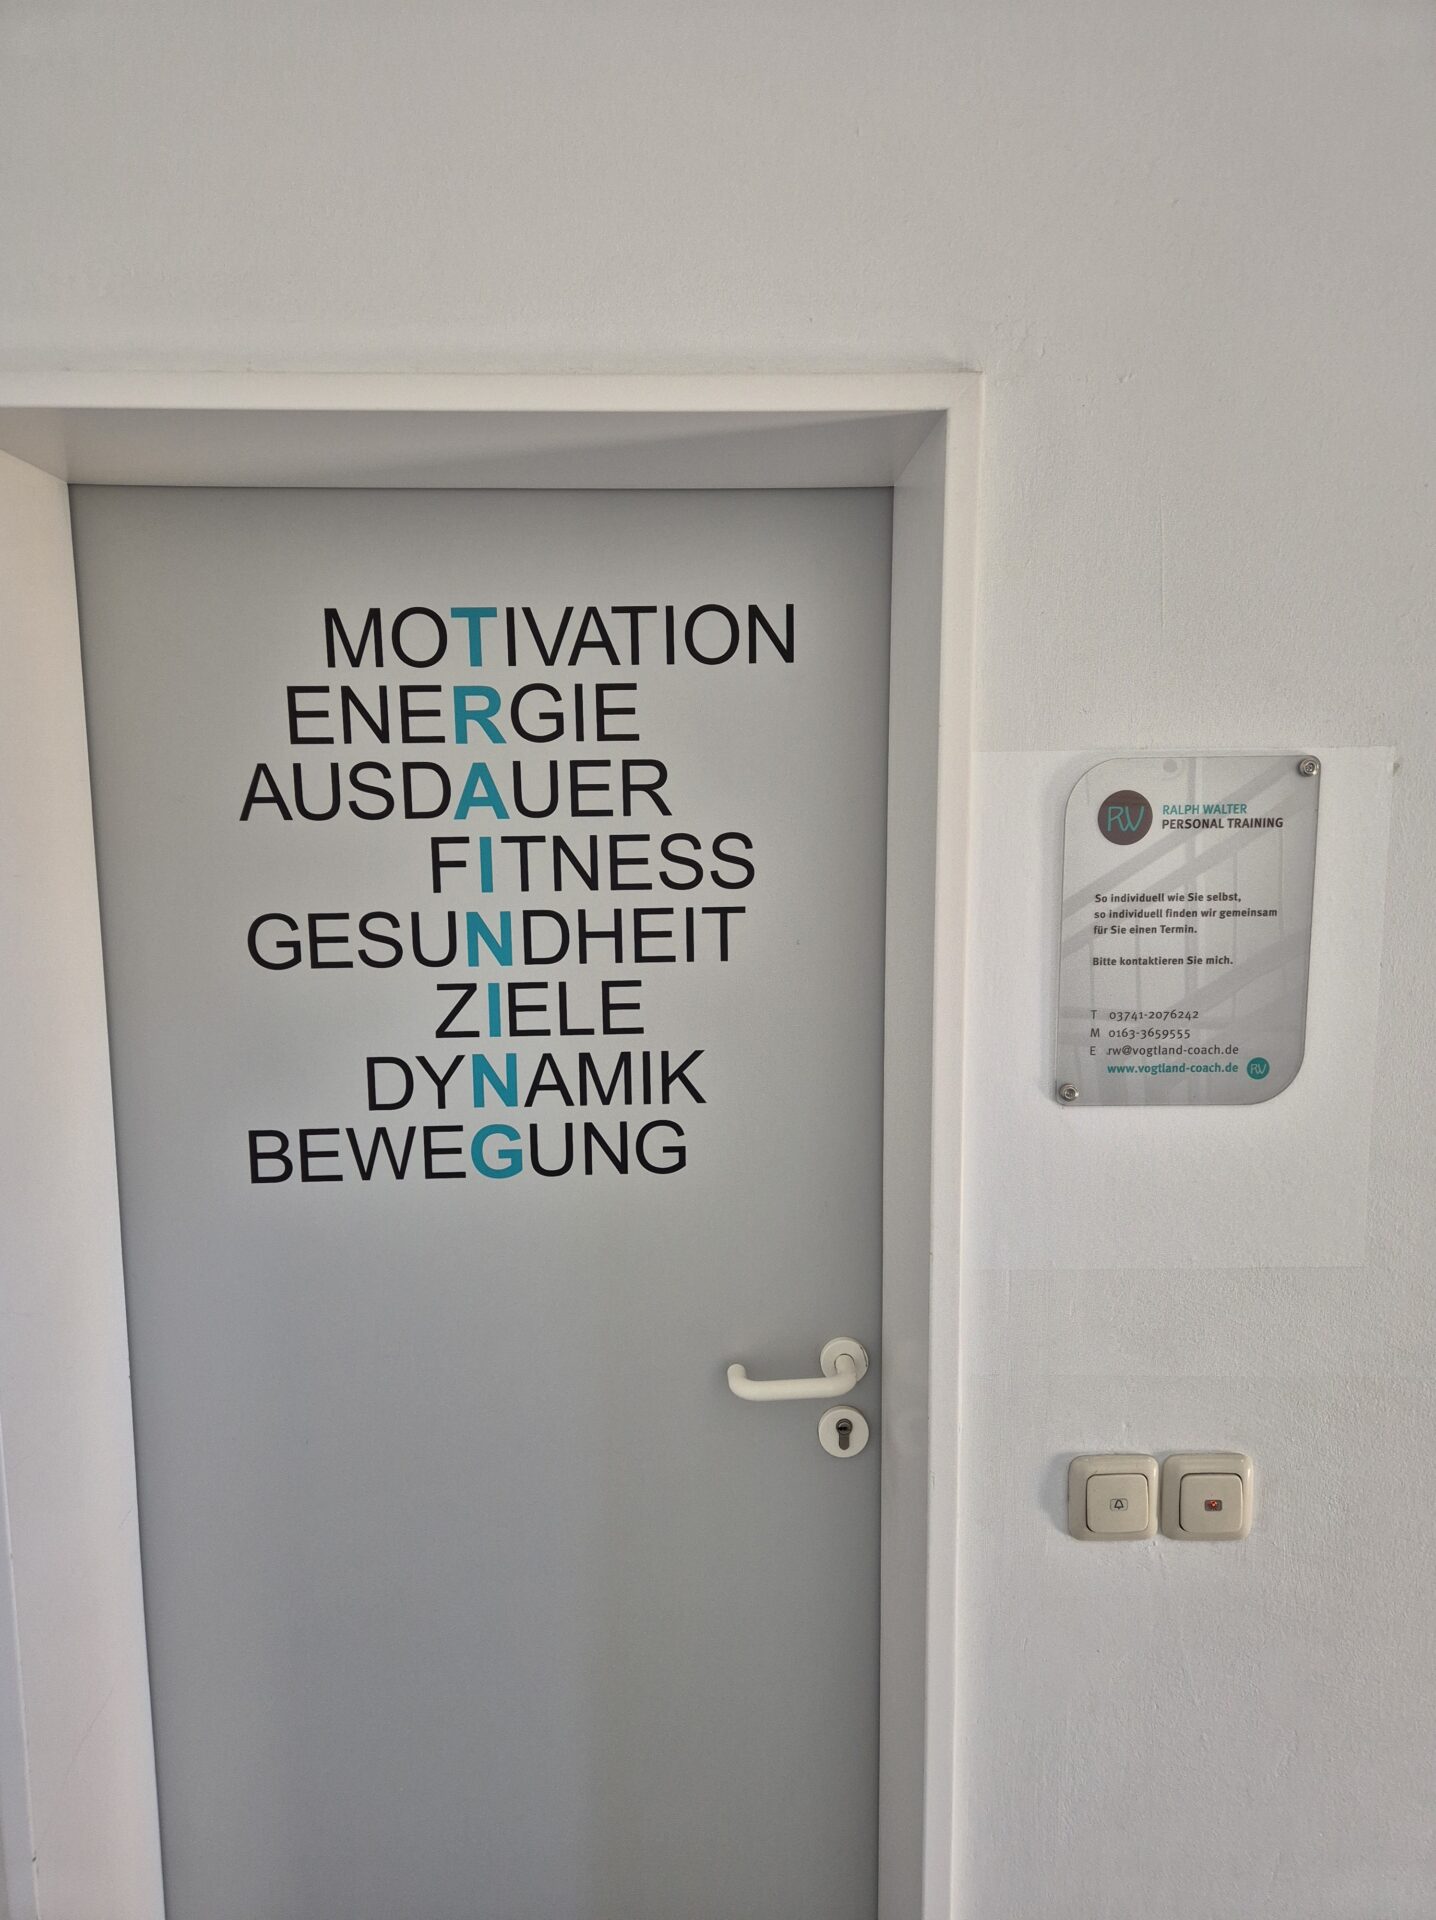 MOTIVATION
ENERGIE
AUSDAUER
FITNESS
GESUNDHEIT
ZIELE
DYNAMIK
BEWEGUNG
RW
RALPH WALTER
PERSONAL TRAINING
So individuell wie Sie selbst,
so individuell finden wir gemeinsam
für Sie einen Termin.
Bitte kontaktieren Sie mich.
T 03741-2076242
M 0163-3659555
E rw@vogtland-coach.de
www.vogtland-coach.de RW